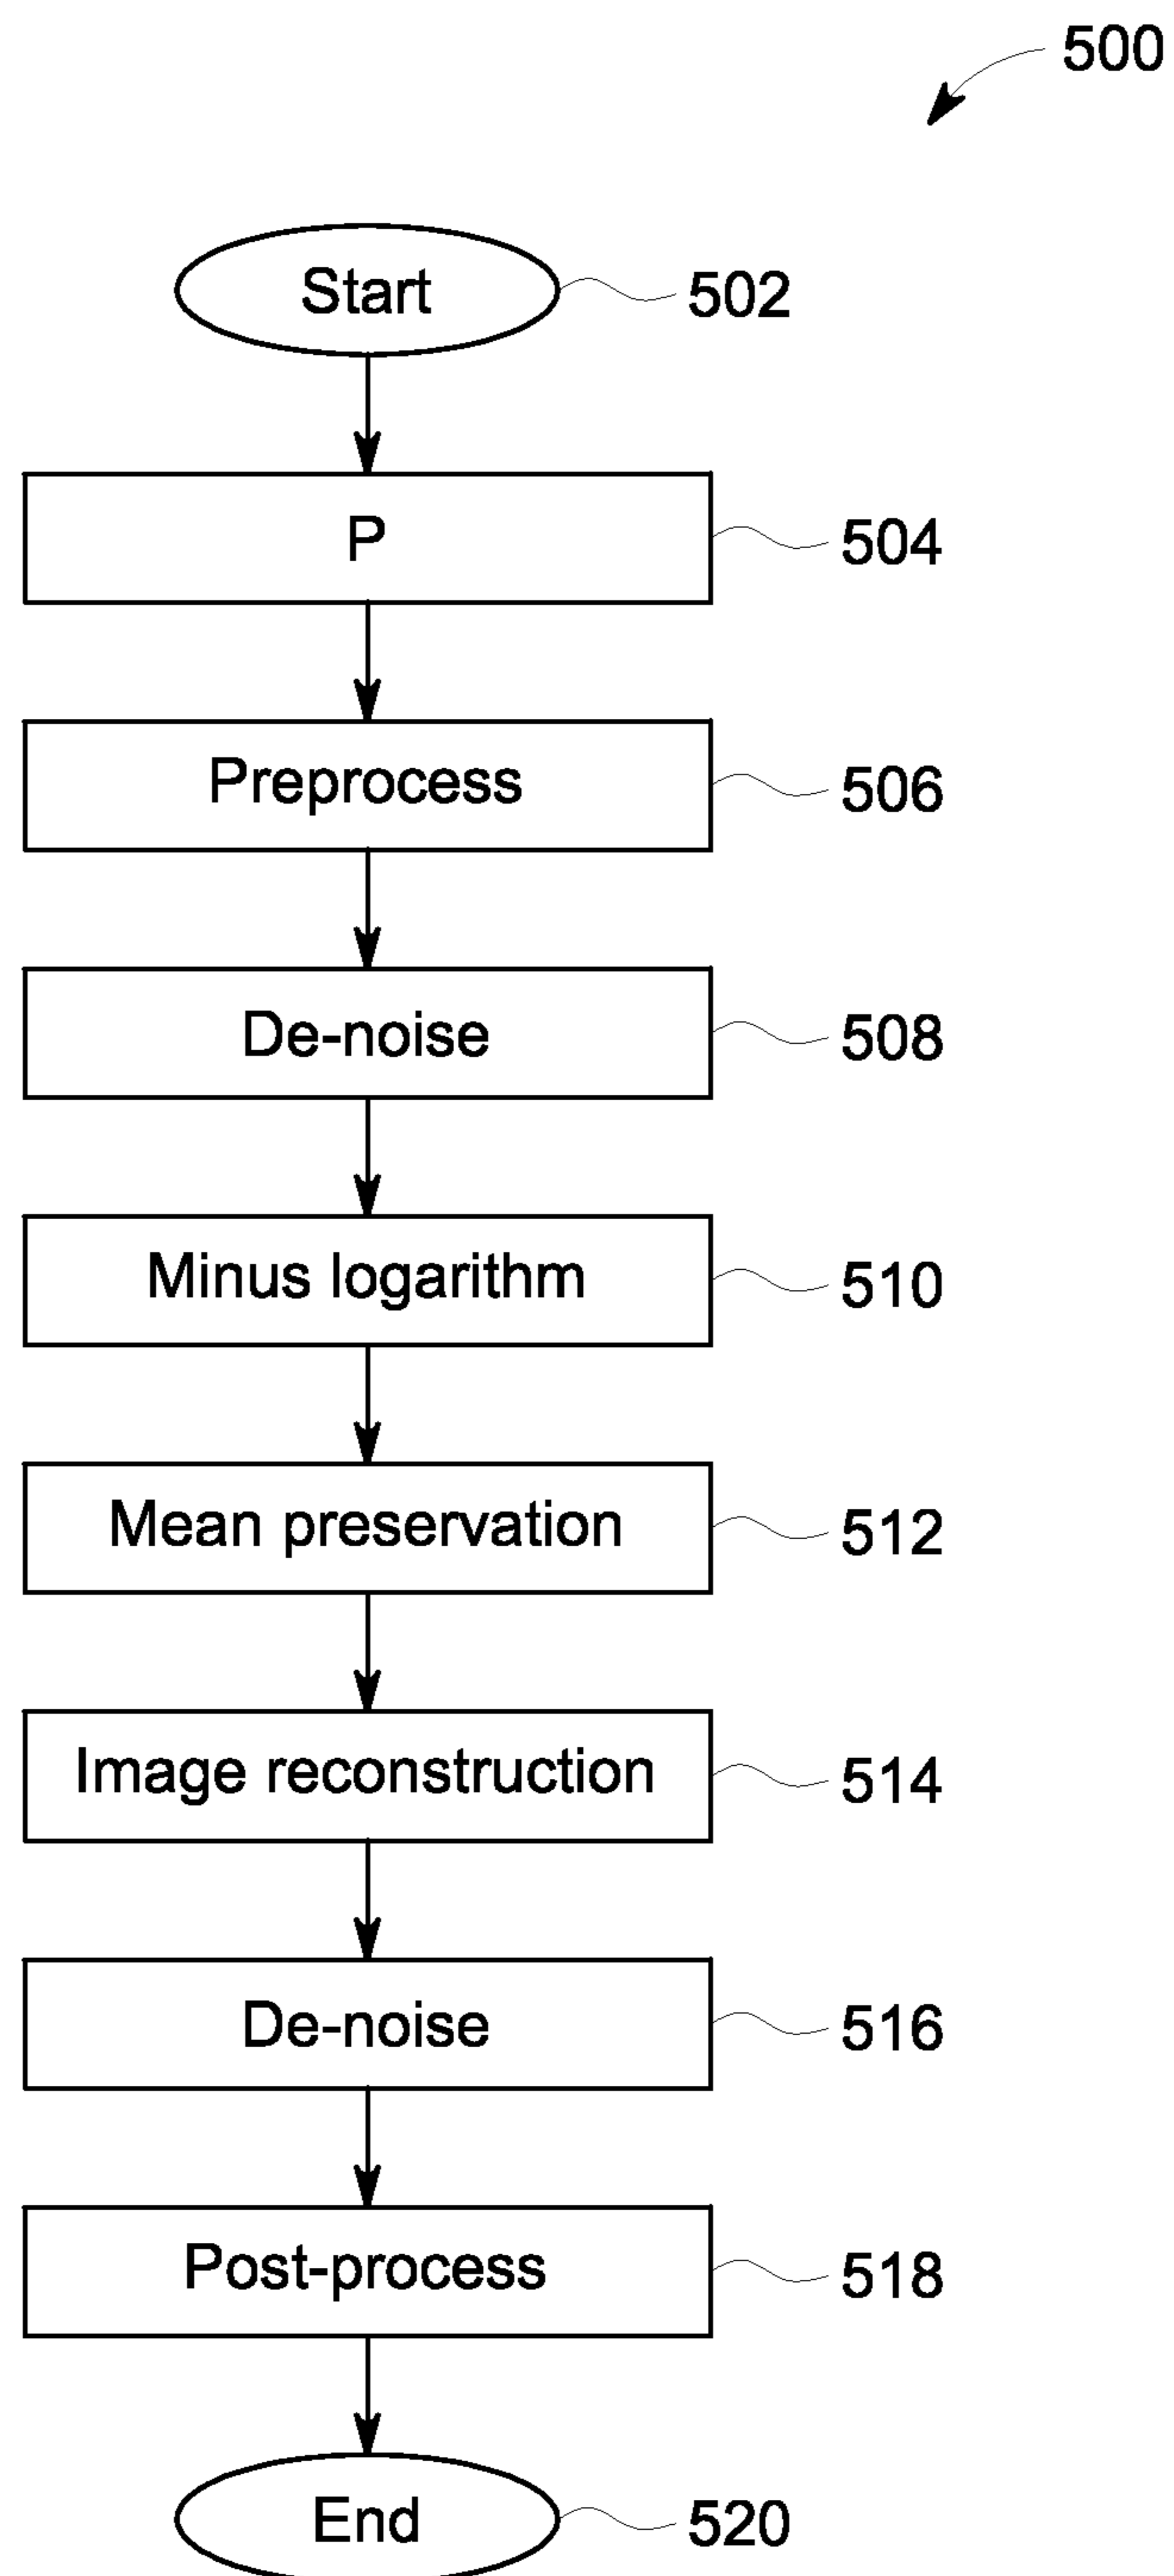 500
Start 502
P 504
Preprocess 506
De-noise 508
Minus logarithm 510
Mean preservation 512
Image reconstruction 514
De-noise 516
Post-process 518
End 520